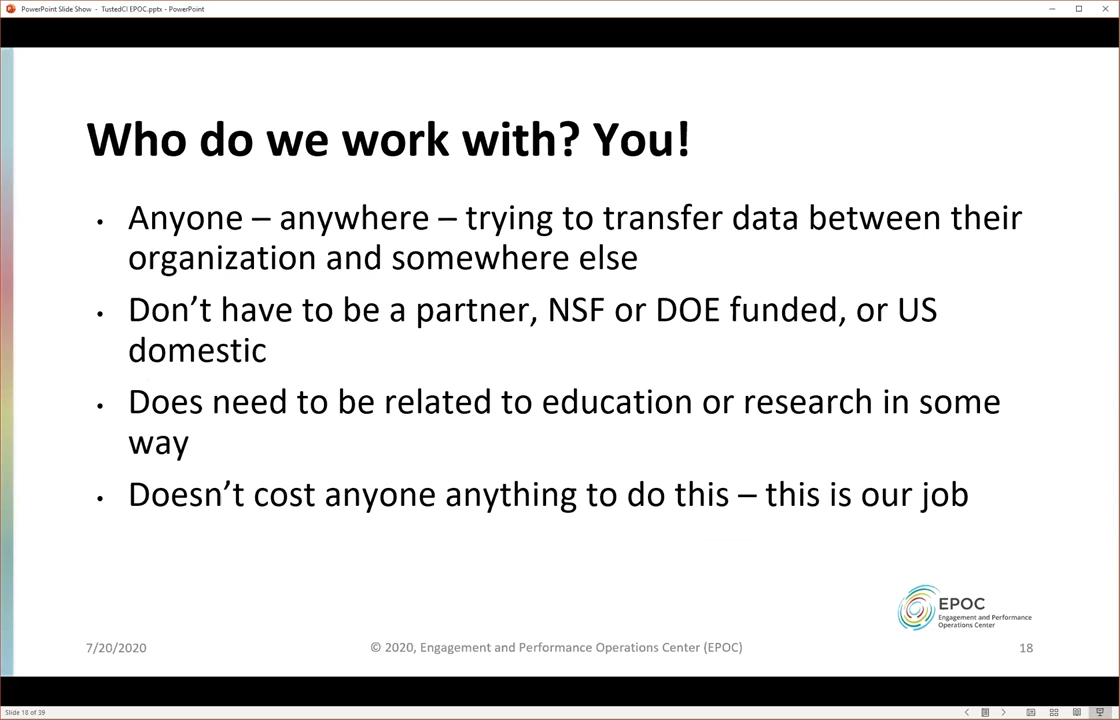 PowerPoint Slide Show - TustedCI EPOC.pptx - PowerPoint
Who do we work with? You!
• Anyone – anywhere – trying to transfer data between their
organization and somewhere else
• Don’t have to be a partner, NSF or DOE funded, or US
domestic
• Does need to be related to education or research in some
way
• Doesn’t cost anyone anything to do this – this is our job
EPOC
Engagement and Performance
Operations Center
7/20/2020
© 2020, Engagement and Performance Operations Center (EPOC)
18
Slide 18 of 39